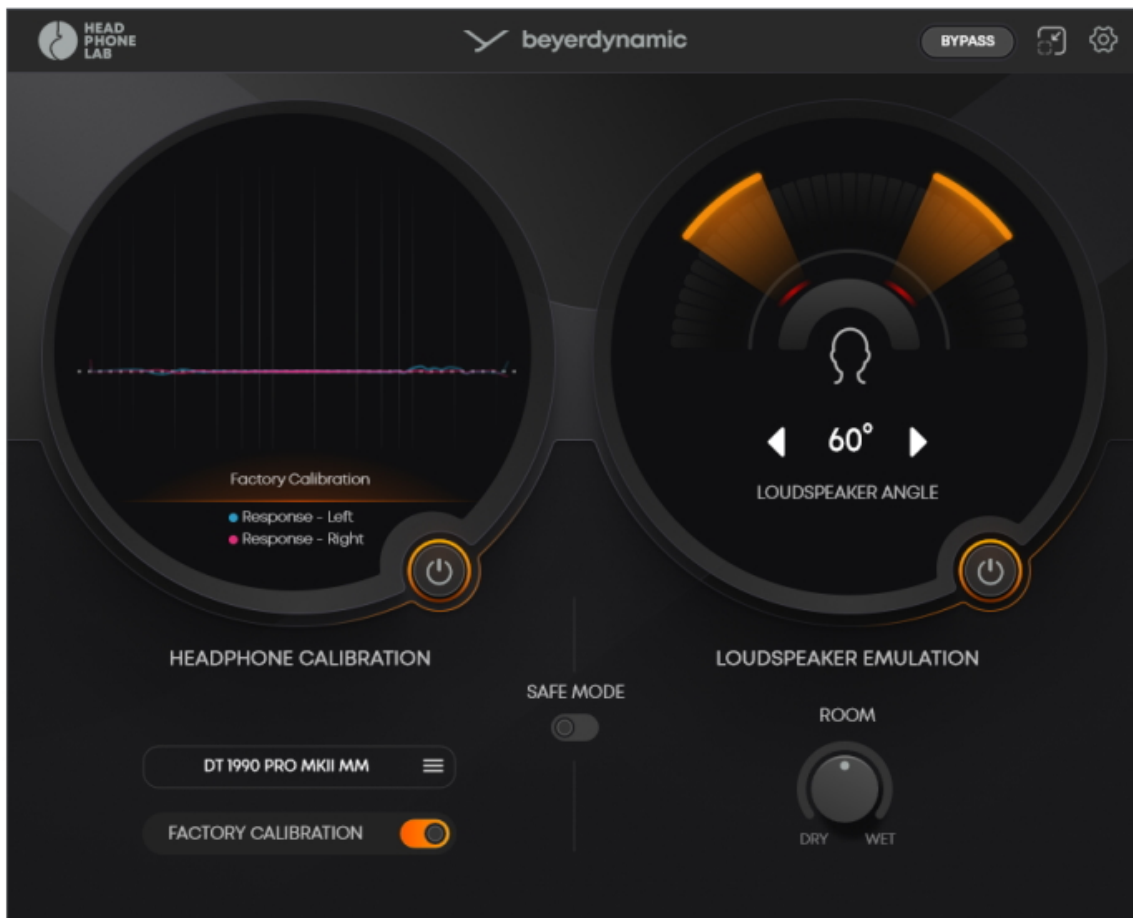 HEAD
PHONE
LAB
beyerdynamic
BYPASS
Factory Calibration
Response - Left
Response - Right
60°
LOUDSPEAKER ANGLE
HEADPHONE CALIBRATION
LOUDSPEAKER EMULATION
SAFE MODE
ROOM
DT 1990 PRO MKII MM
FACTORY CALIBRATION
DRY WET